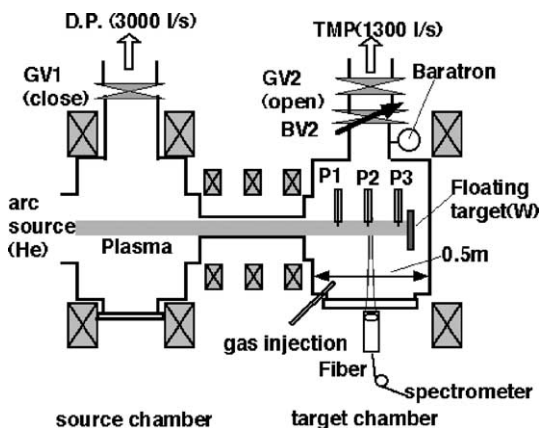 D.P. (3000 l/s)
TMP(1300 l/s)
GV1
(close)
GV2
(open)
BV2
Baratron
P1 P2 P3
Floating
target(W)
arc
source
(He)
Plasma
0.5m
gas injection
Fiber
spectrometer
source chamber
target chamber